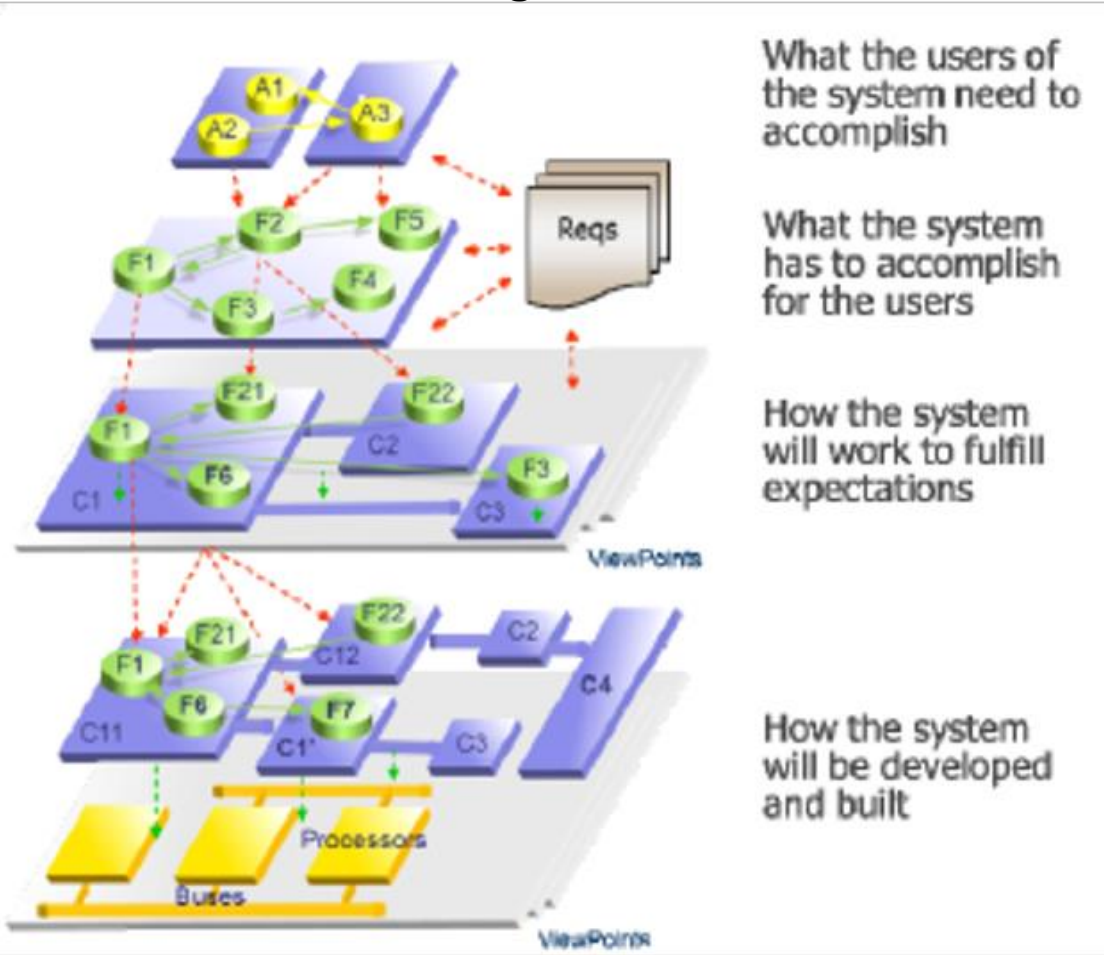 A1
A2
A3
What the users of
the system need to
accomplish
Reqs
F1
F2
F3
F4
F5
What the system
has to accomplish
for the users
F21
F22
F1
F6
F3
C1
C2
C3
How the system
will work to fulfill
expectations
ViewPoints
F22
F21
F1
F6
F7
C12
C2
C4
C11
C1'
C3
How the system
will be developed
and built
Processors
Buses
ViewPoints